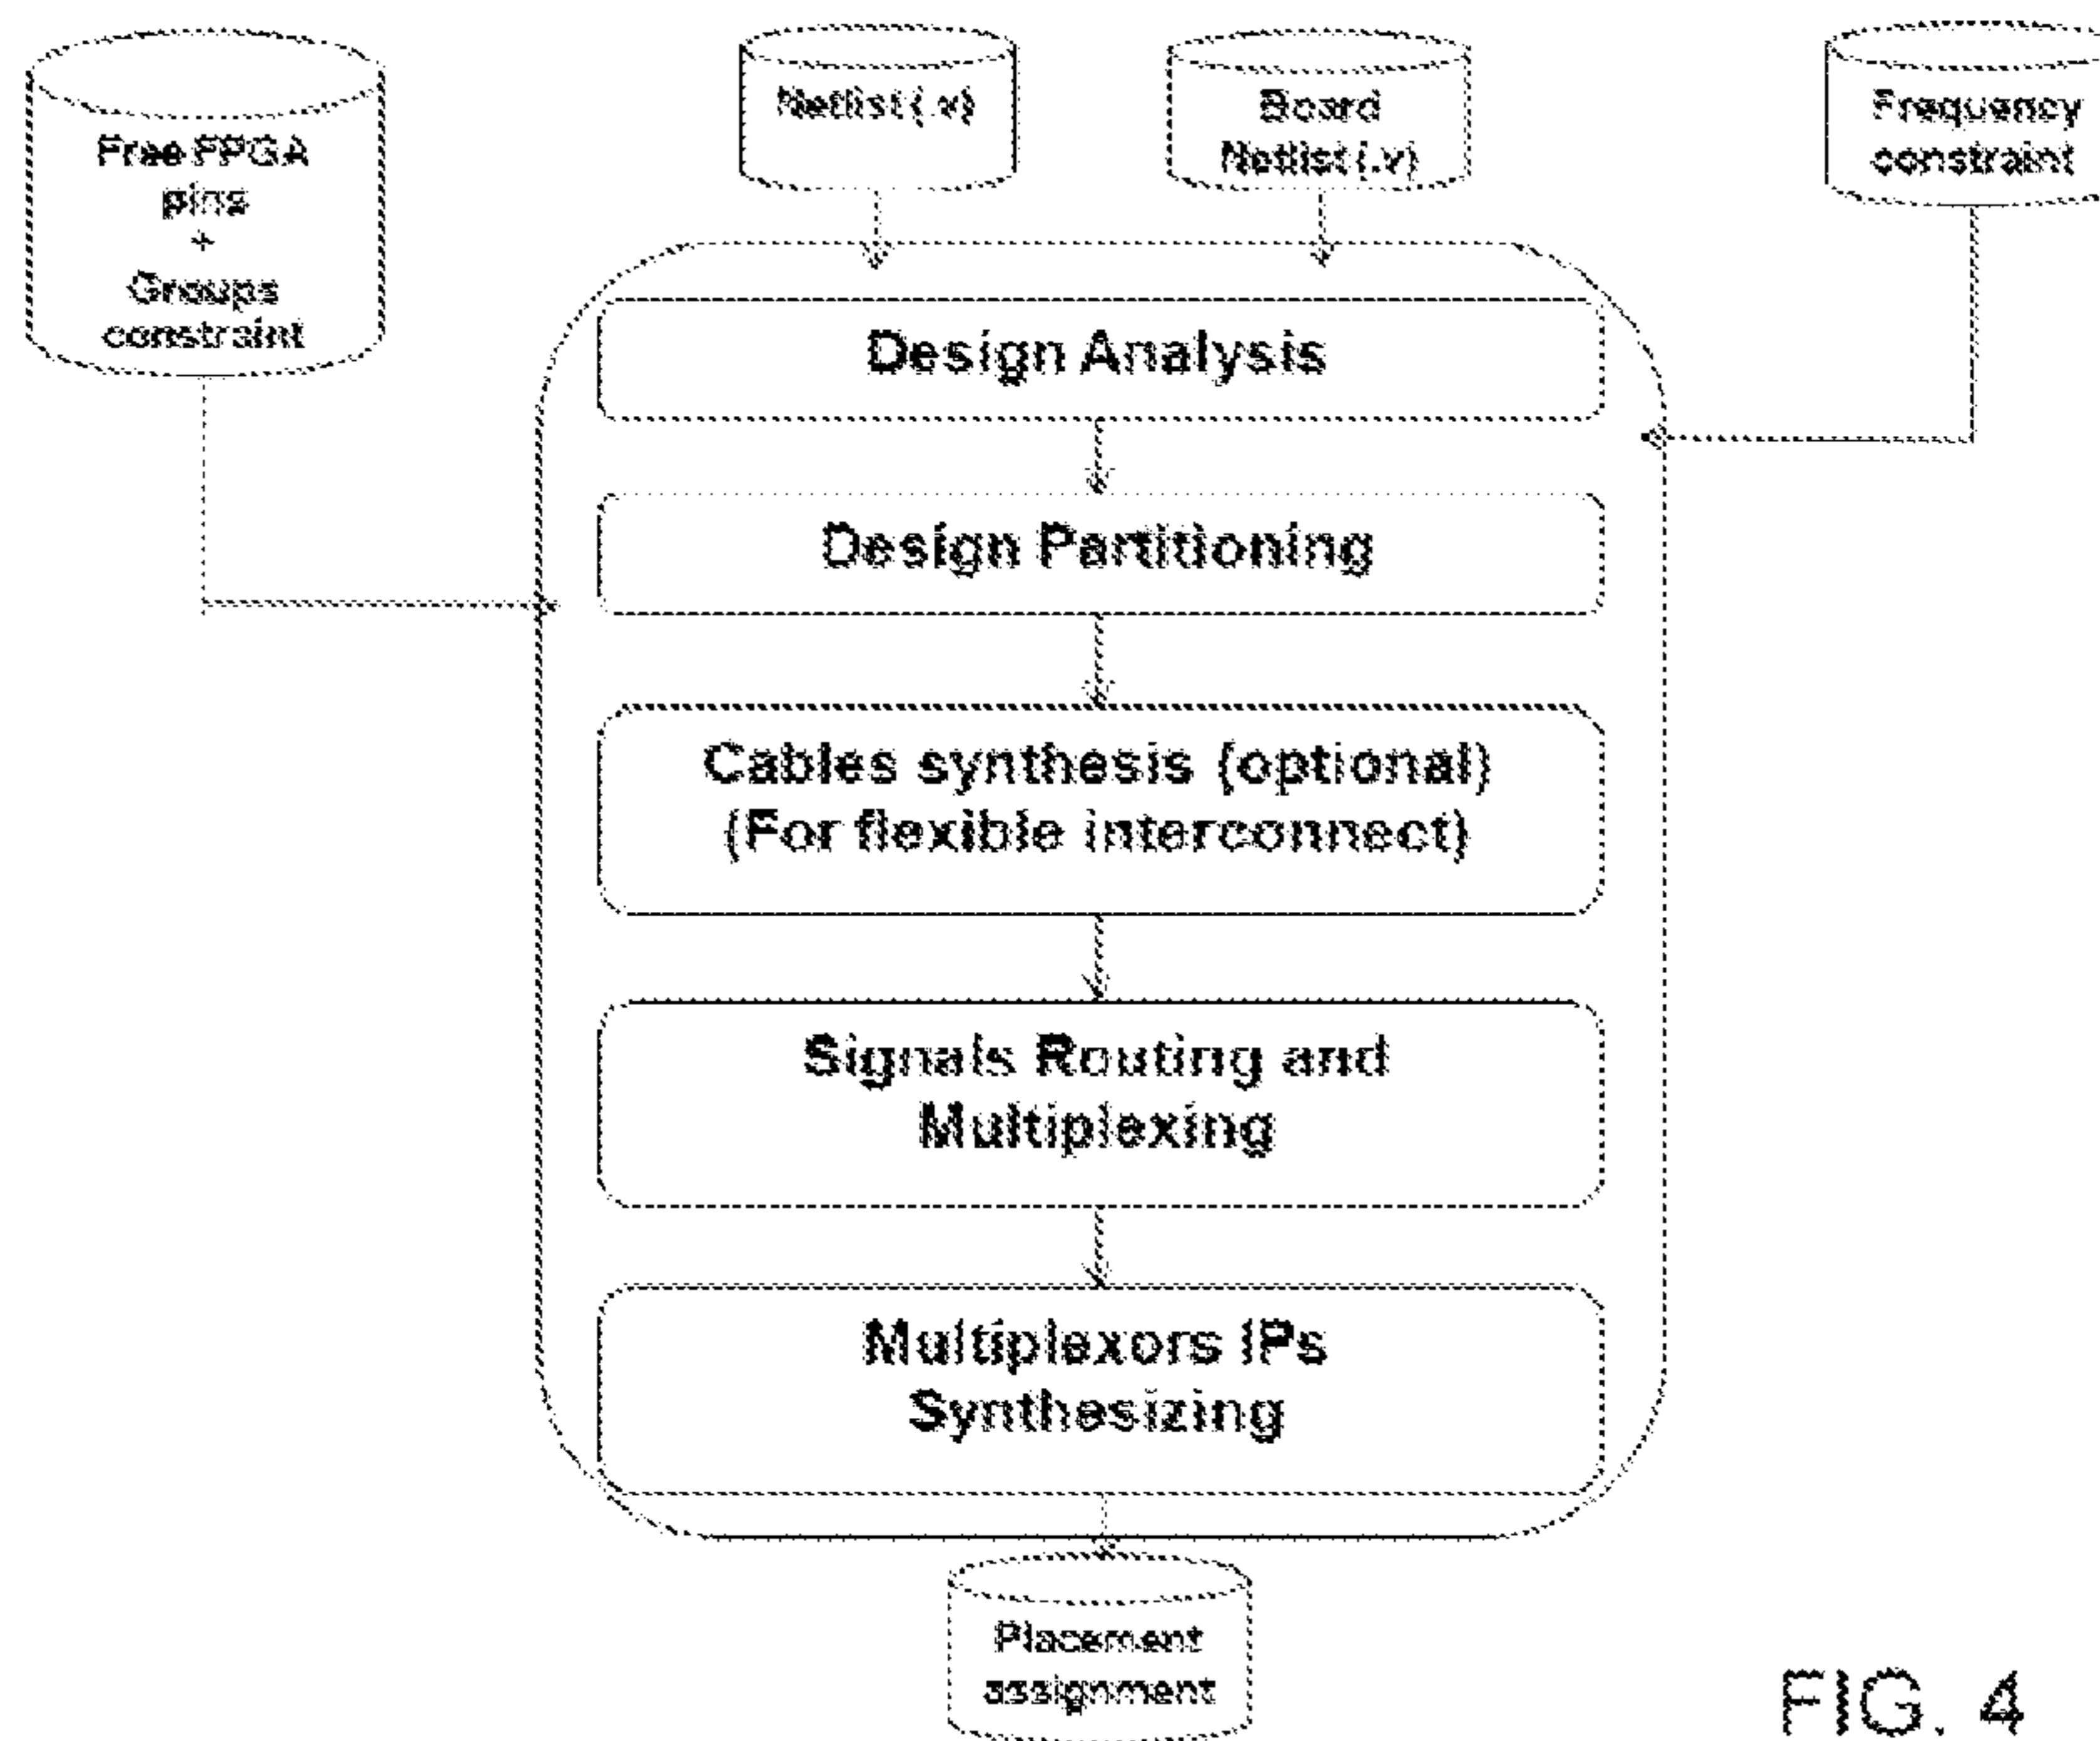 Free FPGA
pins
+
Groups
constraint
Netlist (.v)
Board
Netlist (.v)
Frequency
constraint
Design Analysis
Design Partitioning
Cables synthesis (optional)
(For flexible interconnect)
Signals Routing and
Multiplexing
Multiplexors IPs
Synthesizing
Placement
assignment
FIG. 4